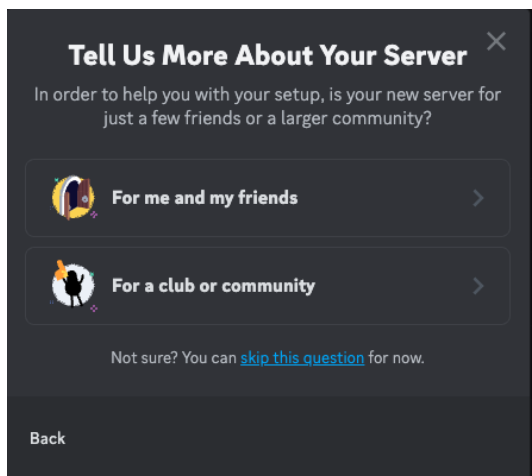 Tell Us More About Your Server
In order to help you with your setup, is your new server for
just a few friends or a larger community?
For me and my friends
For a club or community
Not sure? You can skip this question for now.
Back